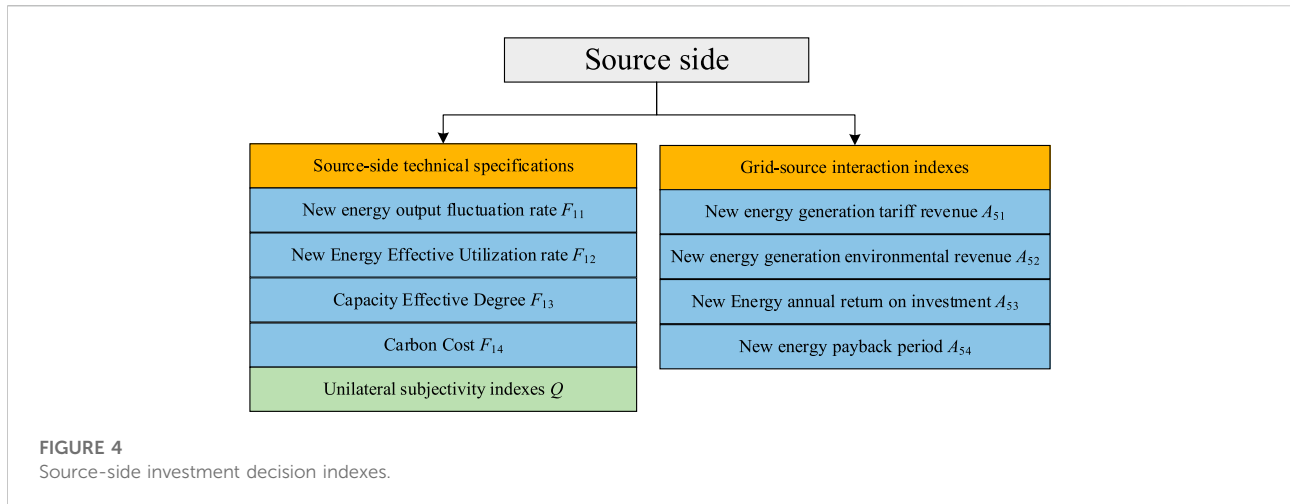 Source side
Source-side technical specifications
New energy output fluctuation rate F11
New Energy Effective Utilization rate F12
Capacity Effective Degree F13
Carbon Cost F14
Unilateral subjectivity indexes Q
Grid-source interaction indexes
New energy generation tariff revenue A51
New energy generation environmental revenue A52
New Energy annual return on investment A53
New energy payback period A54
FIGURE 4
Source-side investment decision indexes.